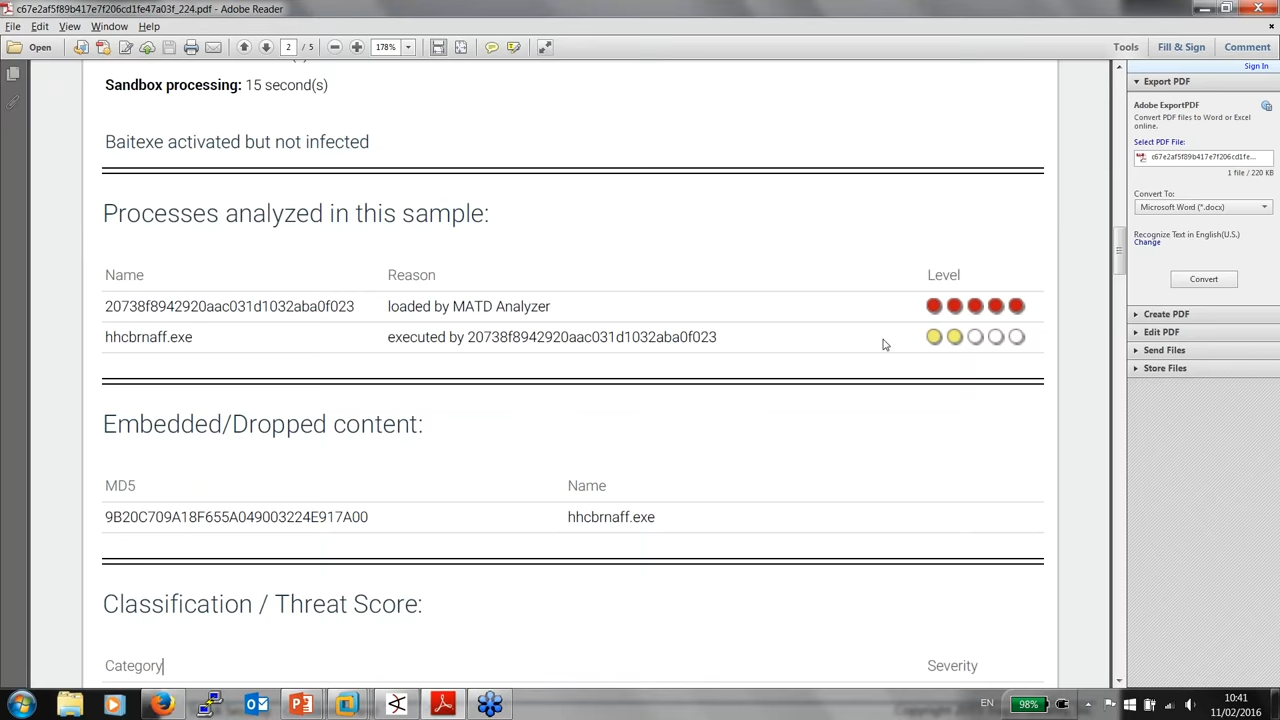 c67e2af5f89b417e7f206cd1fe47a03f_224.pdf - Adobe Reader
File Edit View Window Help
Open 2 / 5 178% Tools Fill & Sign Comment
Sandbox processing: 15 second(s)
Baitexe activated but not infected
Processes analyzed in this sample:
Name Reason Level
20738f8942920aac031d1032aba0f023 loaded by MATD Analyzer
hhcbrnaff.exe executed by 20738f8942920aac031d1032aba0f023
Embedded/Dropped content:
MD5 Name
9B20C709A18F655A049003224E917A00 hhcbrnaff.exe
Classification / Threat Score:
Category Severity
Sign In
Export PDF
Adobe ExportPDF
Convert PDF files to Word or Excel
online.
Select PDF File:
c67e2af5f89b417e7f206cd1fe...
1 file / 220 KB
Convert To:
Microsoft Word (*.docx)
Recognize Text in English(U.S.)
Change
Convert
Create PDF
Edit PDF
Send Files
Store Files
EN 98% 10:41
11/02/2016